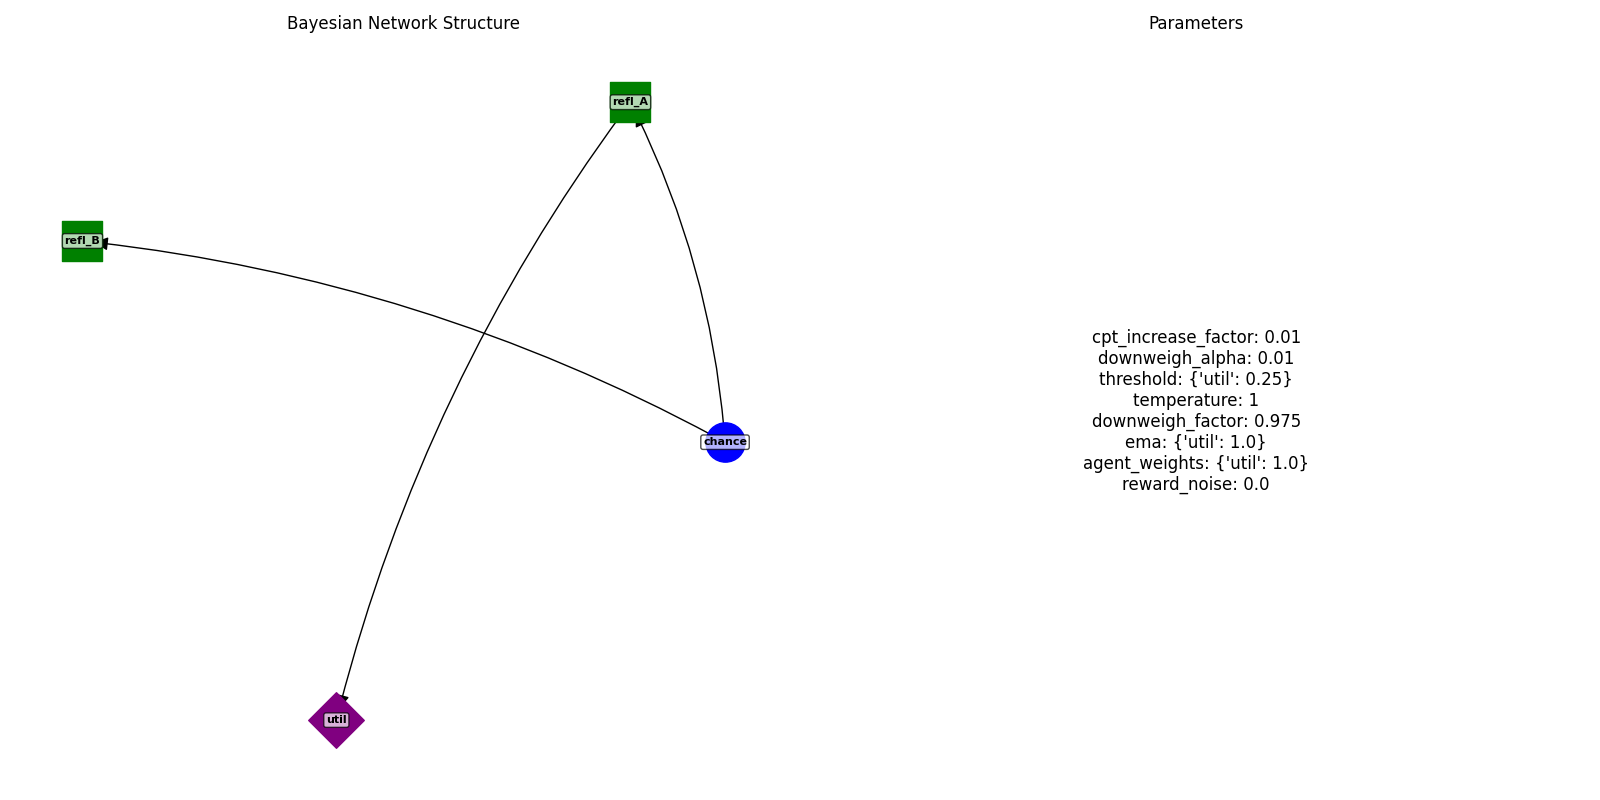 Bayesian Network Structure
Parameters
refl_A
refl_B
chance
util
cpt_increase_factor: 0.01
downweigh_alpha: 0.01
threshold: {'util': 0.25}
temperature: 1
downweigh_factor: 0.975
ema: {'util': 1.0}
agent_weights: {'util': 1.0}
reward_noise: 0.0